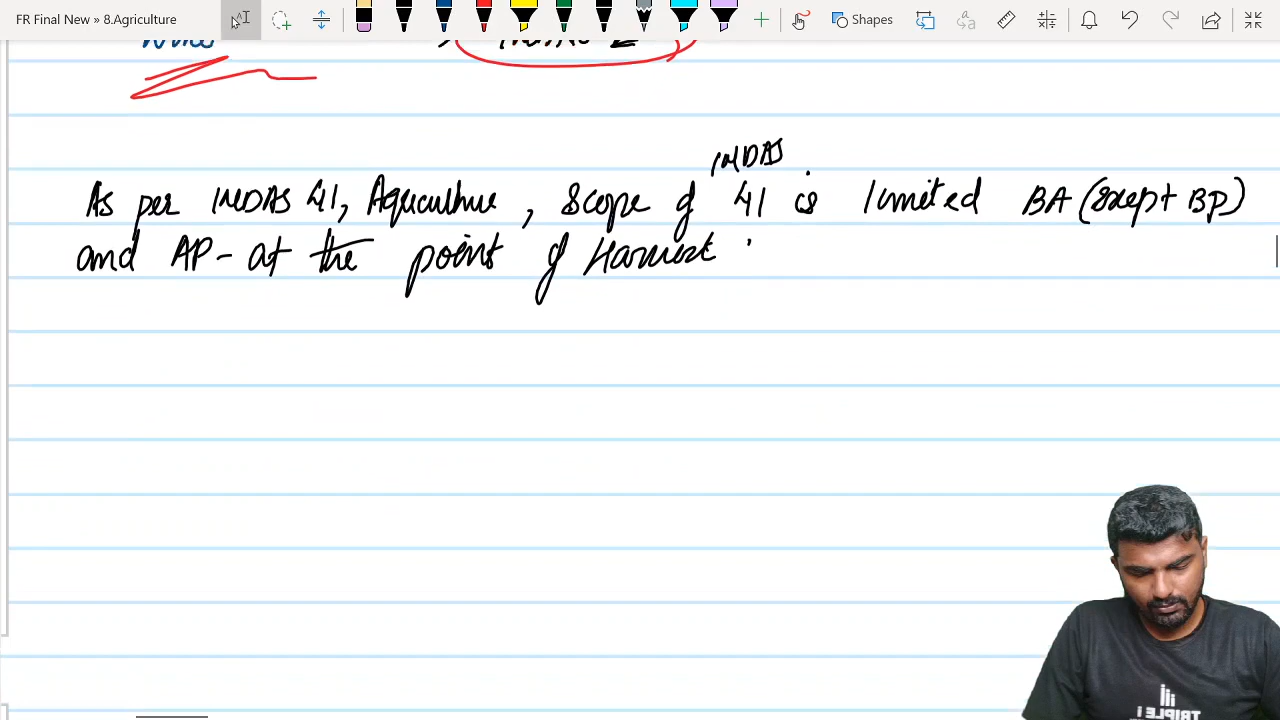 FR Final New » 8.Agriculture
Shapes
INDAS
As per INDAS 41, Agriculture, Scope of 41 is limited BA (Except BP)
and AP - at the point of Harvest
TRIPLE i